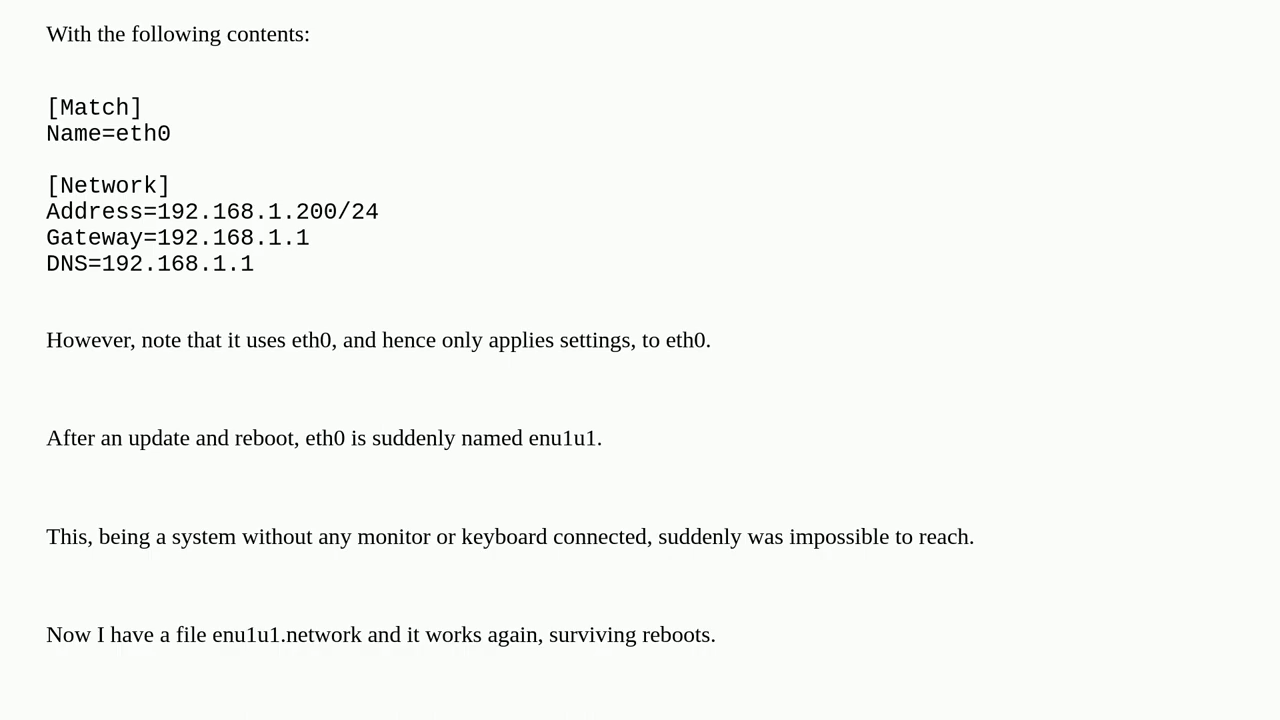 With the following contents:
[Match]
Name=eth0
[Network]
Address=192.168.1.200/24
Gateway=192.168.1.1
DNS=192.168.1.1
However, note that it uses eth0, and hence only applies settings, to eth0.
After an update and reboot, eth0 is suddenly named enu1u1.
This, being a system without any monitor or keyboard connected, suddenly was impossible to reach.
Now I have a file enu1u1.network and it works again, surviving reboots.